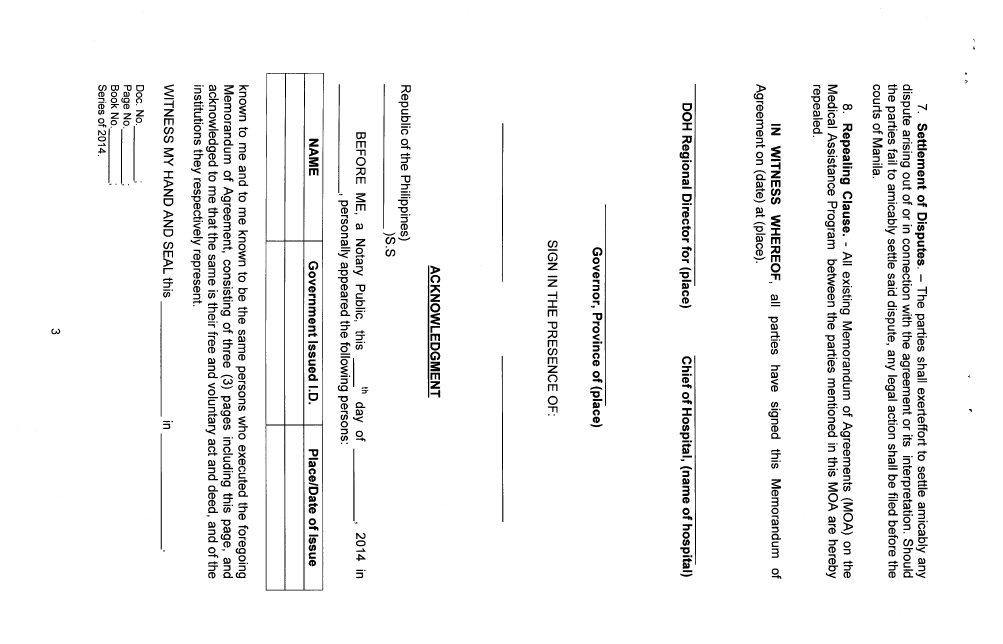 7. Settlement of Disputes. – The parties shall exerteffort to settle amicably any
dispute arising out of or in connection with the agreement or its interpretation. Should
the parties fail to amicably settle said dispute, any legal action shall be filed before the
courts of Manila.
8. Repealing Clause. - All existing Memorandum of Agreements (MOA) on the
Medical Assistance Program between the parties mentioned in this MOA are hereby
repealed.
IN WITNESS WHEREOF, all parties have signed this Memorandum of
Agreement on (date) at (place).
DOH Regional Director for (place) Chief of Hospital, (name of hospital)
Governor, Province of (place)
SIGN IN THE PRESENCE OF:
ACKNOWLEDGMENT
Republic of the Philippines)
____________________)S.S
BEFORE ME, a Notary Public, this ____th day of __________, 2014 in
______________, personally appeared the following persons:
NAME Government Issued I.D. Place/Date of Issue
known to me and to me known to be the same persons who executed the foregoing
Memorandum of Agreement, consisting of three (3) pages including this page, and
acknowledged to me that the same is their free and voluntary act and deed, and of the
institutions they respectively represent.
WITNESS MY HAND AND SEAL this ________________ in ________________.
Doc. No.________;
Page No.________;
Book No.________;
Series of 2014.
3